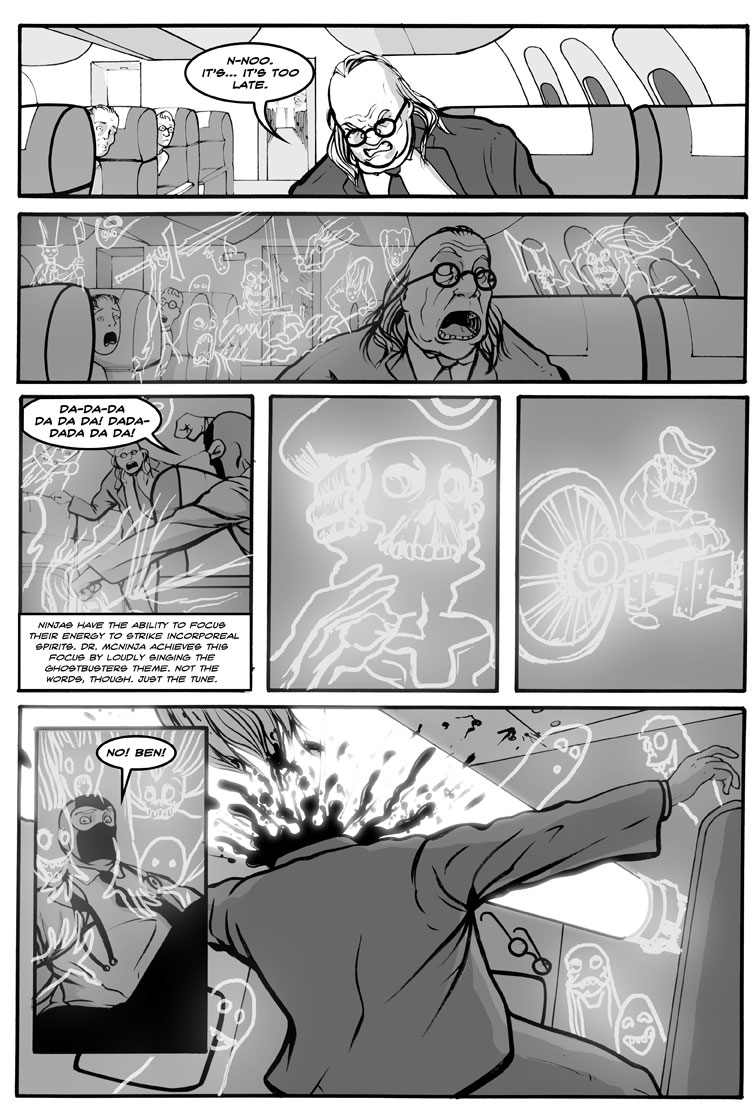 N-NOO.
IT'S... IT'S TOO
LATE.
DA-DA-DA
DA DA DA! DADA-
DADA DA DA!
NINJAS HAVE THE ABILITY TO FOCUS
THEIR ENERGY TO STRIKE INCORPOREAL
SPIRITS. DR. MCNINJA ACHIEVES THIS
FOCUS BY LOUDLY SINGING THE
GHOSTBUSTERS THEME. NOT THE
WORDS, THOUGH. JUST THE TUNE.
NO! BEN!